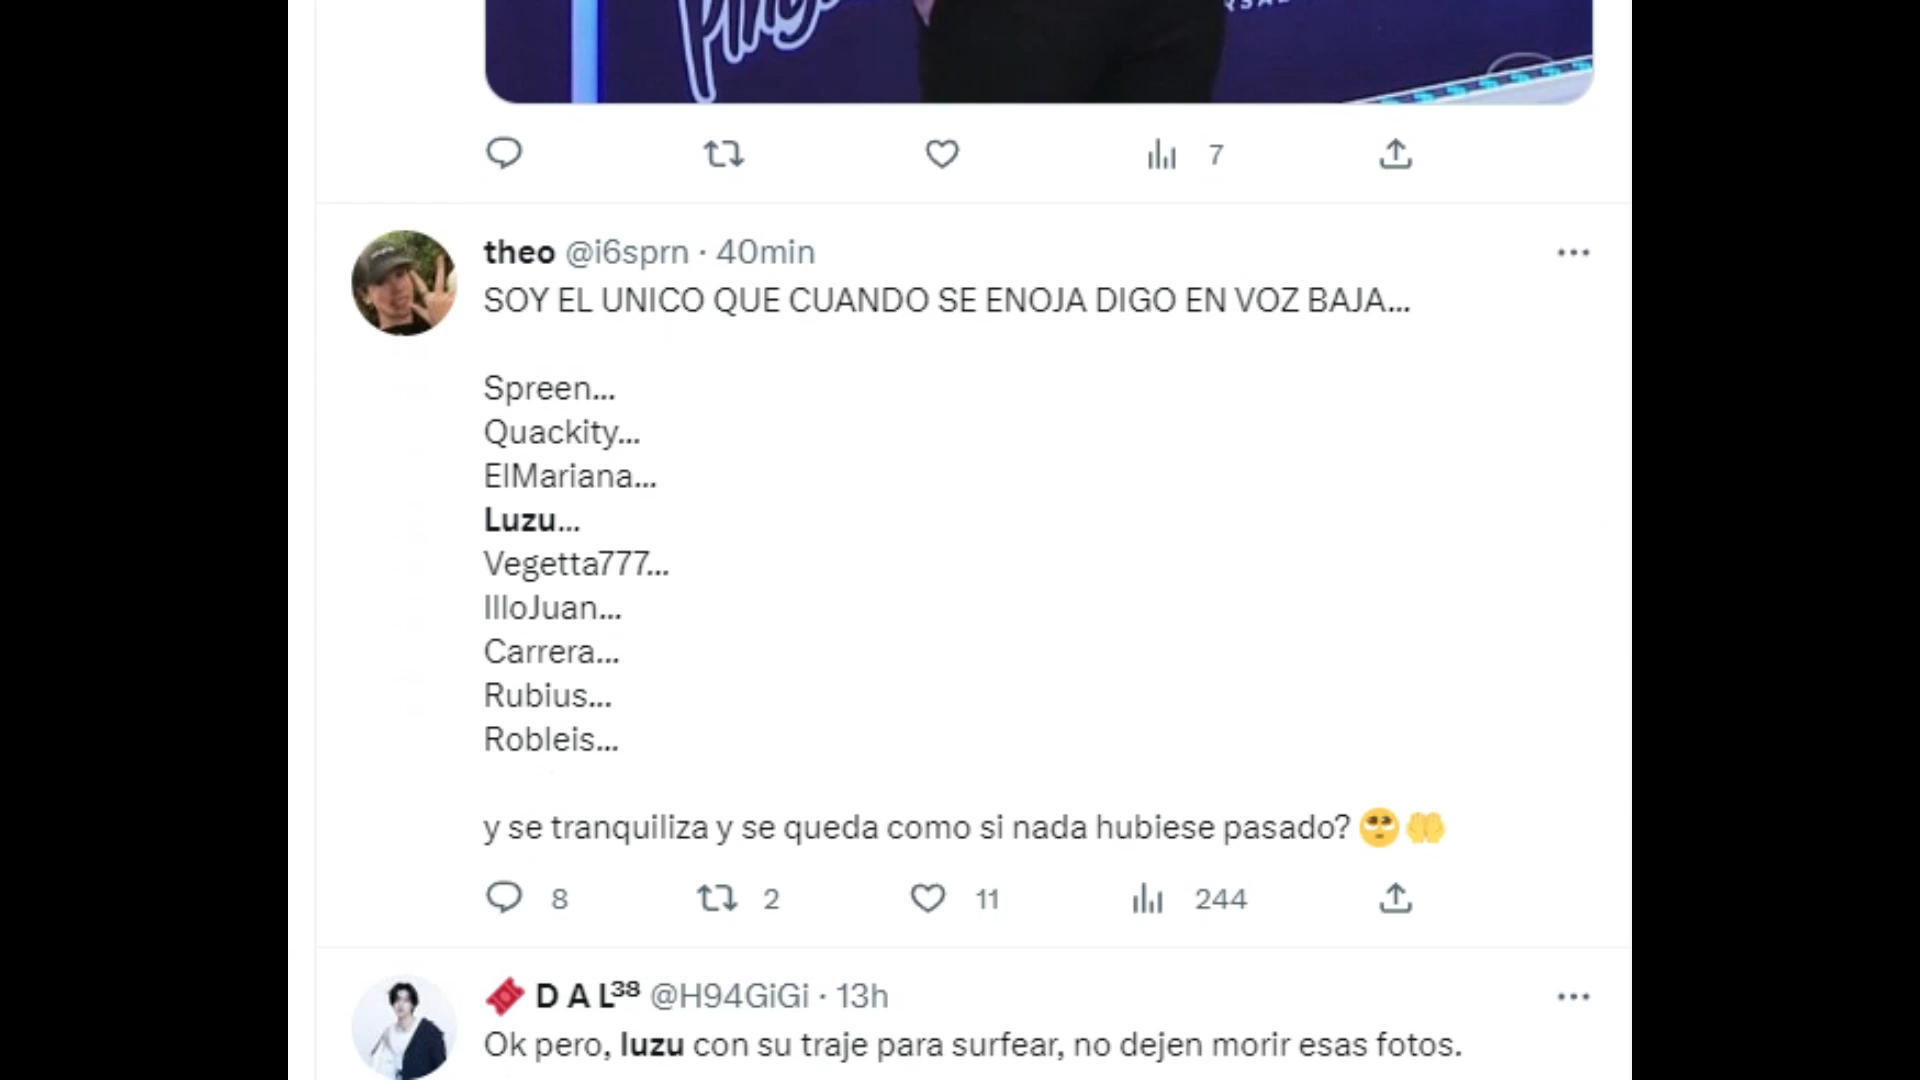 7
theo @i6sprn · 40min
SOY EL UNICO QUE CUANDO SE ENOJA DIGO EN VOZ BAJA...
Spreen...
Quackity...
ElMariana...
Luzu...
Vegetta777...
IlloJuan...
Carrera...
Rubius...
Robleis...
y se tranquiliza y se queda como si nada hubiese pasado? 🥺🤲
8 2 11 244
D A L³⁸ @H94GiGi · 13h
Ok pero, luzu con su traje para surfear, no dejen morir esas fotos.